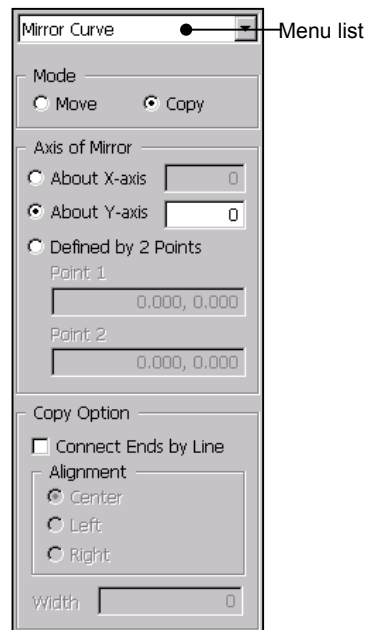 Mirror Curve Menu list
Mode
Move Copy
Axis of Mirror
About X-axis 0
About Y-axis 0
Defined by 2 Points
Point 1
0.000, 0.000
Point 2
0.000, 0.000
Copy Option
Connect Ends by Line
Alignment
Center
Left
Right
Width 0